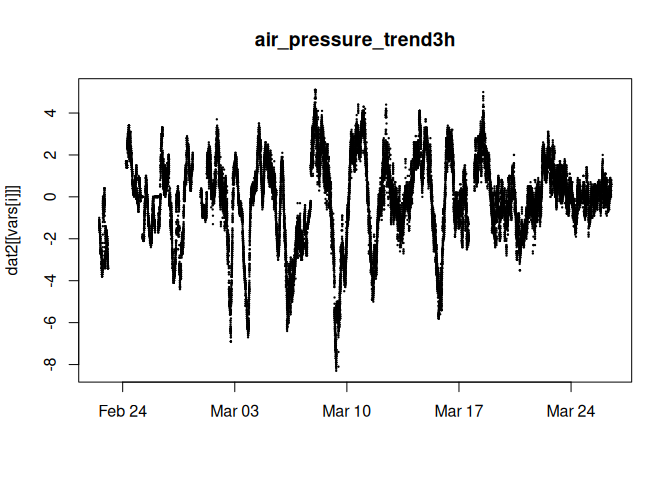 air_pressure_trend3h
dat2[[vars[i]]]
4
2
0
-2
-4
-6
-8
Feb 24
Mar 03
Mar 10
Mar 17
Mar 24